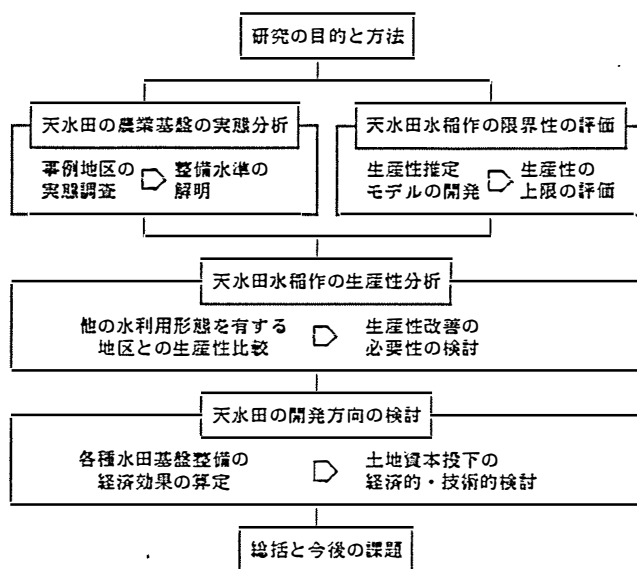 研究の目的と方法
天水田の農業基盤の実態分析
事例地区の
実態調査
整備水準の
解明
天水田水稲作の限界性の評価
生産性推定
モデルの開発
生産性の
上限の評価
天水田水稲作の生産性分析
他の水利用形態を有する
地区との生産性比較
生産性改善の
必要性の検討
天水田の開発方向の検討
各種水田基盤整備の
経済効果の算定
土地資本投下の
経済的・技術的検討
総括と今後の課題